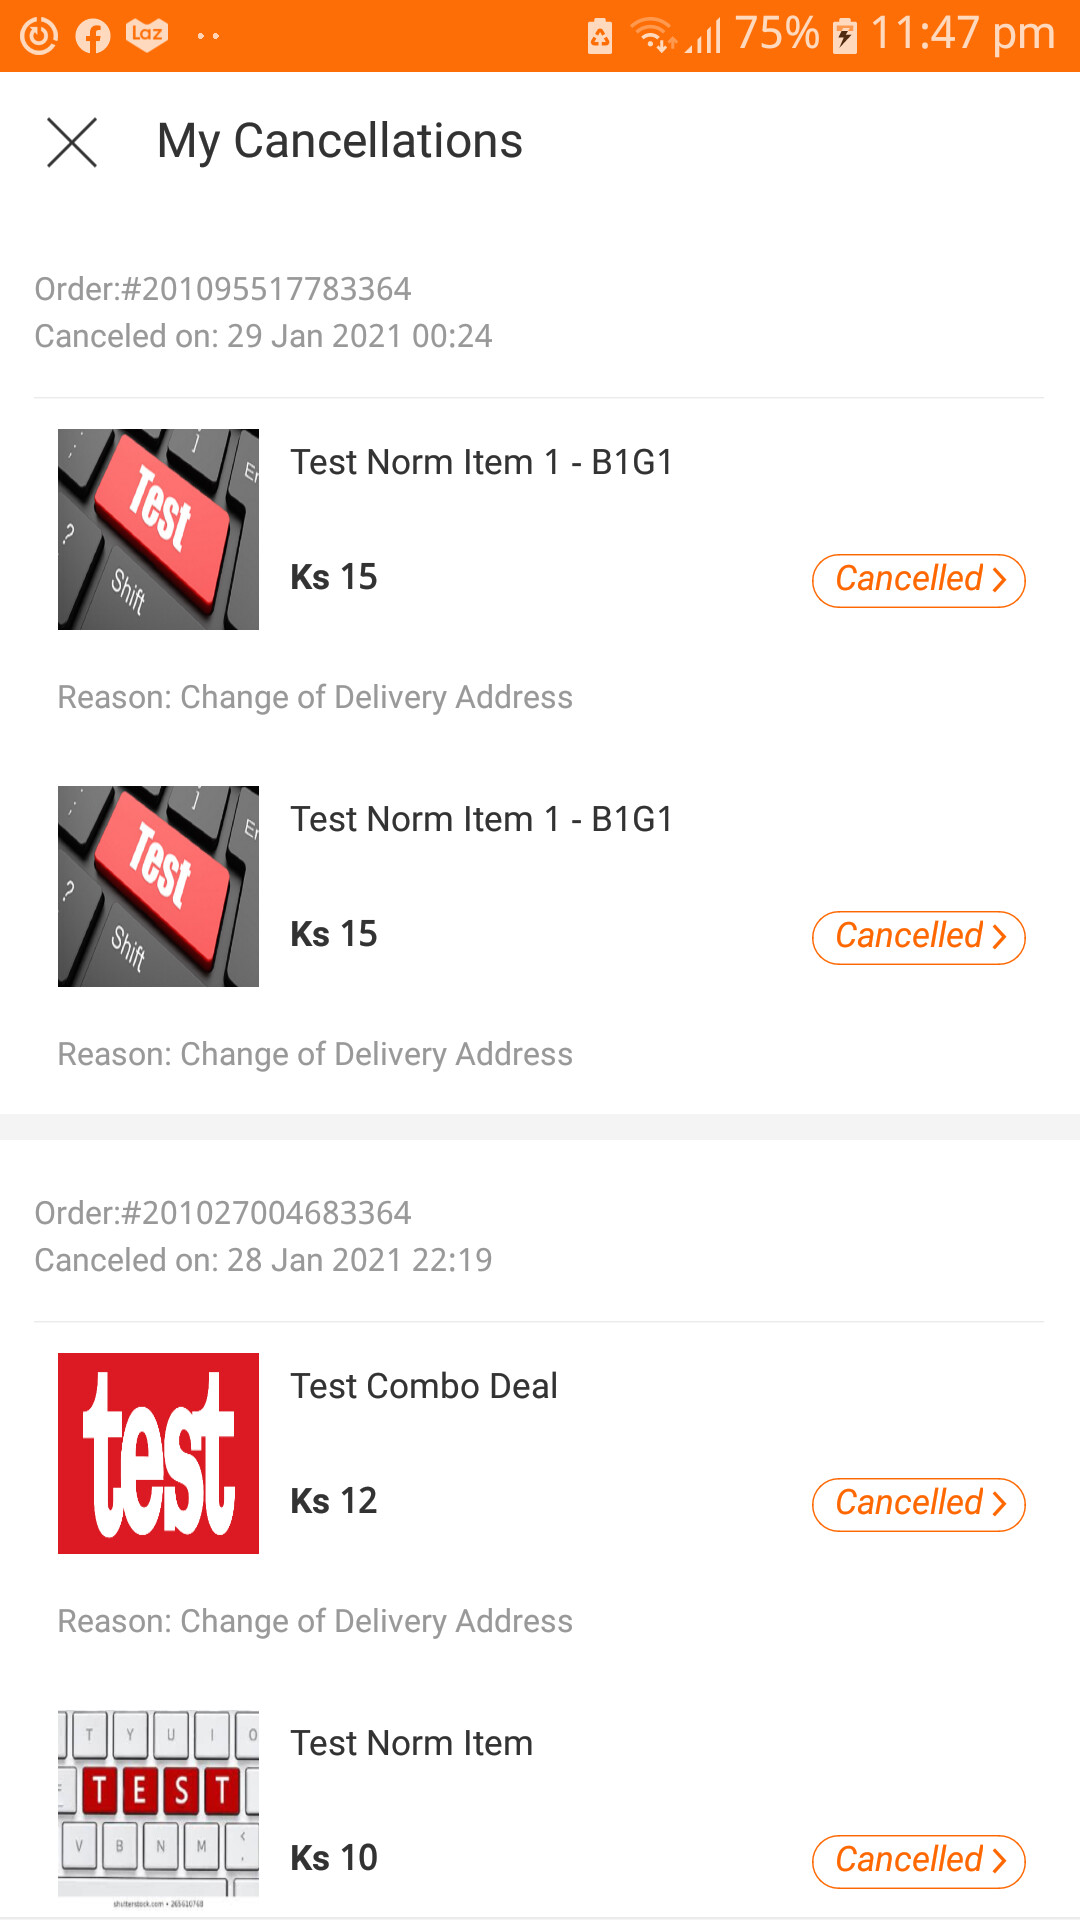 Laz 75% 11:47 pm
My Cancellations
Order:#201095517783364
Canceled on: 29 Jan 2021 00:24
Test Norm Item 1 - B1G1
Ks 15
Cancelled
Test
Shift
Reason: Change of Delivery Address
Test Norm Item 1 - B1G1
Ks 15
Cancelled
Test
Shift
Reason: Change of Delivery Address
Order:#201027004683364
Canceled on: 28 Jan 2021 22:19
Test Combo Deal
test
Ks 12
Cancelled
Reason: Change of Delivery Address
Test Norm Item
T Y U I O
T E S T
V B N M
Ks 10
Cancelled
shutterstock.com • 265610768